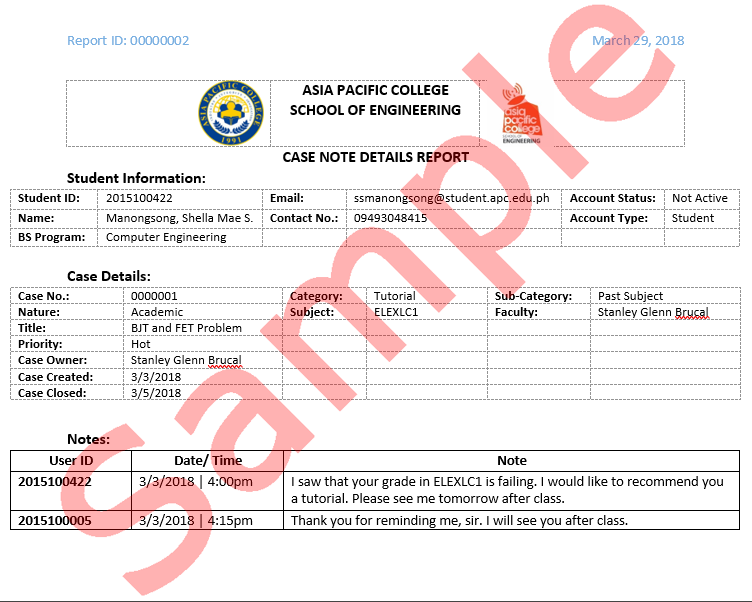 Report ID: 00000002 March 29, 2018
ASIA PACIFIC COLLEGE
SCHOOL OF ENGINEERING
ASIA PACIFIC COLLEGE
1991
asia
pacific
college
SCHOOL OF
ENGINEERING
CASE NOTE DETAILS REPORT
Student Information:
Student ID: 2015100422 Email: ssmanongsong@student.apc.edu.ph Account Status: Not Active
Name: Manongsong, Shella Mae S. Contact No.: 09493048415 Account Type: Student
BS Program: Computer Engineering
Case Details:
Case No.: 0000001 Category: Tutorial Sub-Category: Past Subject
Nature: Academic Subject: ELEXLC1 Faculty: Stanley Glenn Brucal
Title: BJT and FET Problem
Priority: Hot
Case Owner: Stanley Glenn Brucal
Case Created: 3/3/2018
Case Closed: 3/5/2018
Notes:
User ID Date/ Time Note
2015100422 3/3/2018 | 4:00pm I saw that your grade in ELEXLC1 is failing. I would like to recommend you
a tutorial. Please see me tomorrow after class.
2015100005 3/3/2018 | 4:15pm Thank you for reminding me, sir. I will see you after class.
Sample